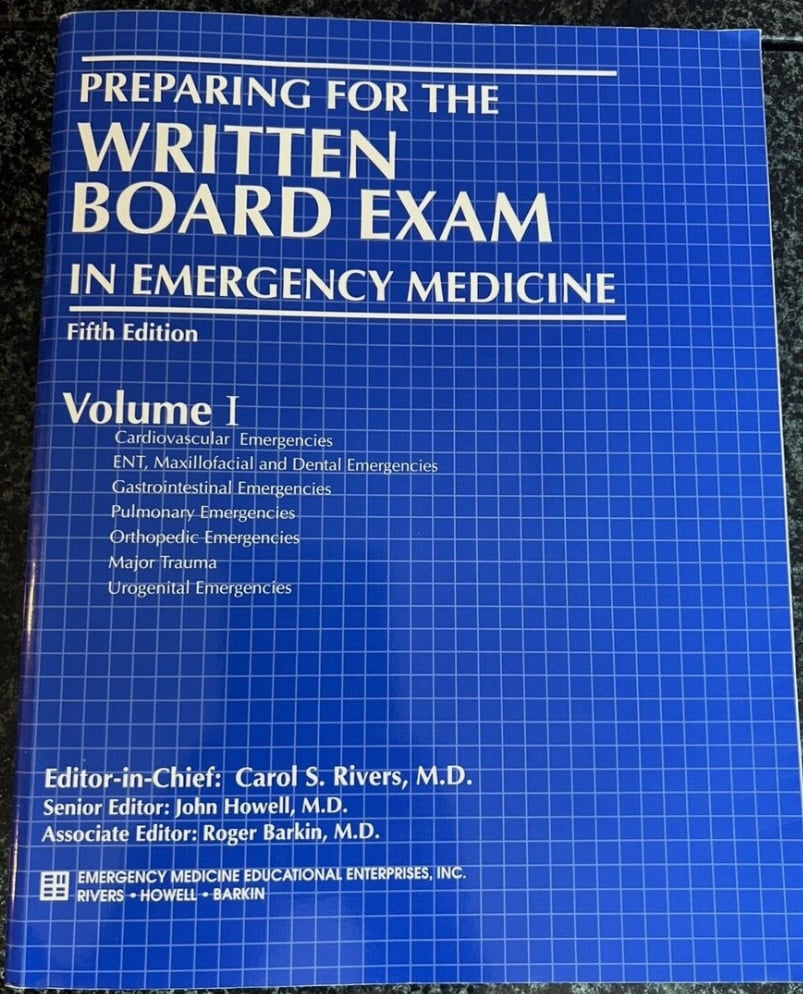 PREPARING FOR THE
WRITTEN
BOARD EXAM
IN EMERGENCY MEDICINE
Fifth Edition
Volume I
Cardiovascular Emergencies
ENT, Maxillofacial and Dental Emergencies
Gastrointestinal Emergencies
Pulmonary Emergencies
Orthopedic Emergencies
Major Trauma
Urogenital Emergencies
Editor-in-Chief: Carol S. Rivers, M.D.
Senior Editor: John Howell, M.D.
Associate Editor: Roger Barkin, M.D.
EMERGENCY MEDICINE EDUCATIONAL ENTERPRISES, INC.
RIVERS • HOWELL • BARKIN